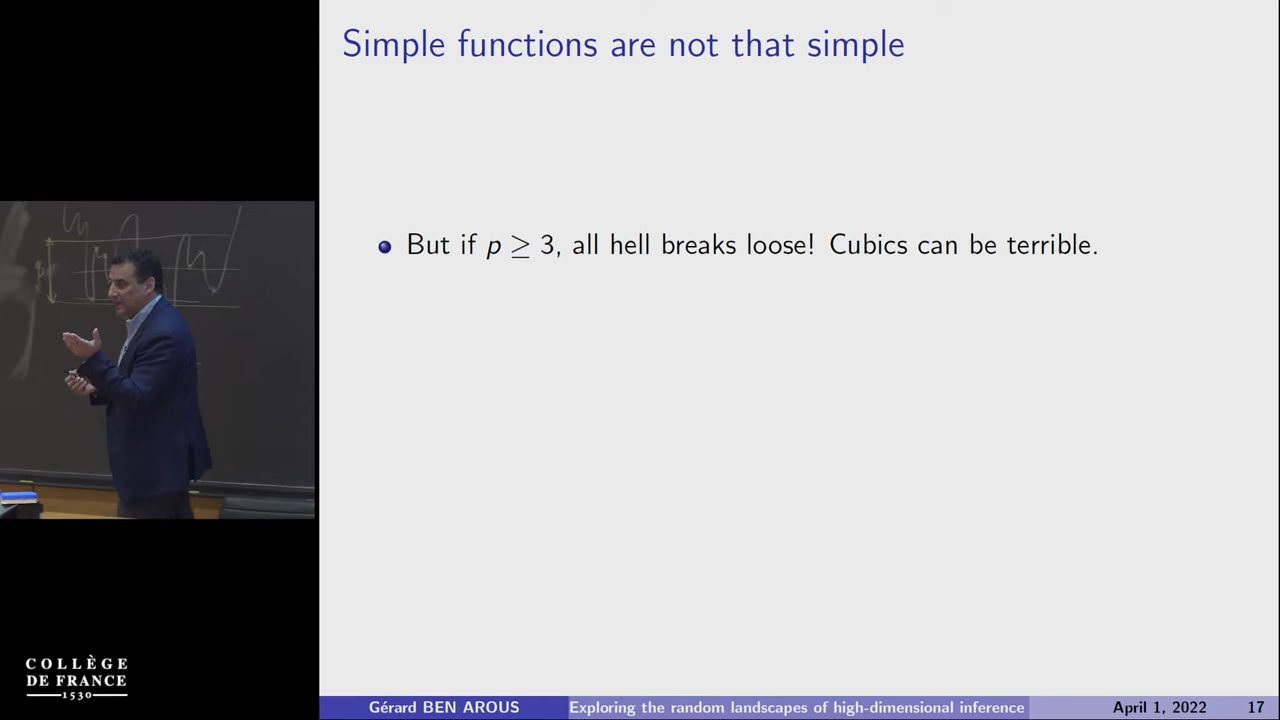 Simple functions are not that simple
But if p ≥ 3, all hell breaks loose! Cubics can be terrible.
COLLÈGE
DE FRANCE
1530
Gérard BEN AROUS Exploring the random landscapes of high-dimensional inference April 1, 2022 17